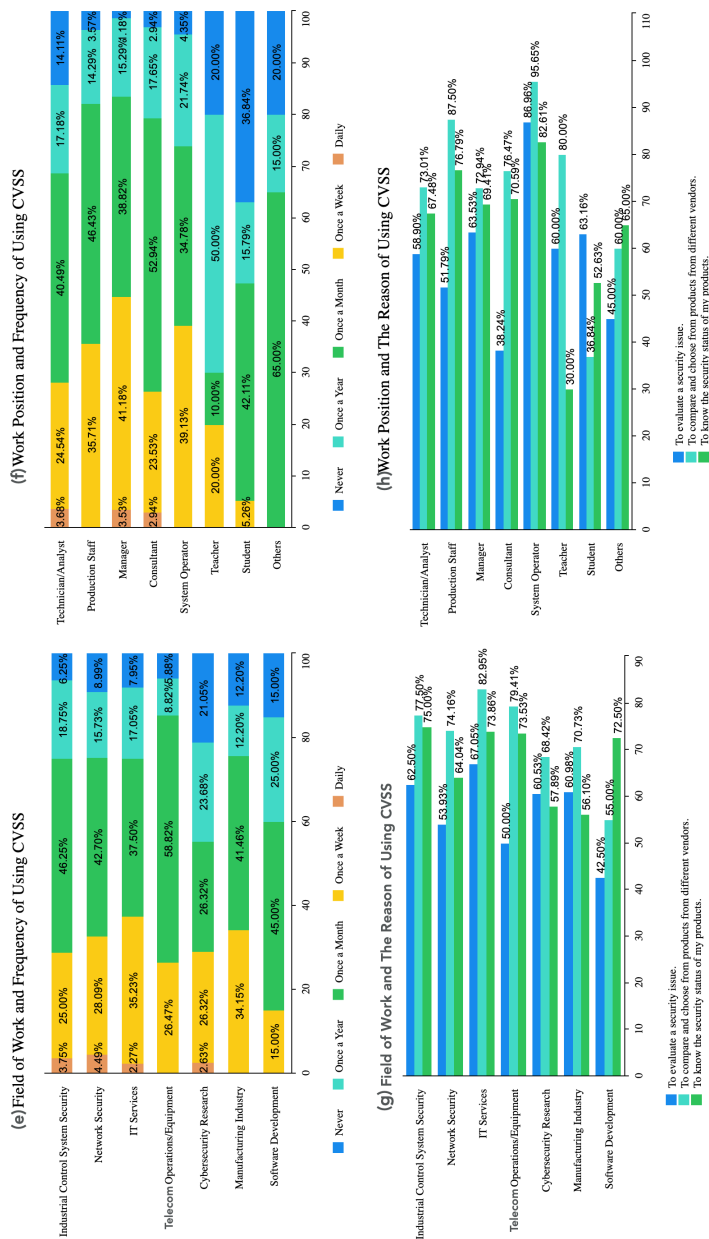 (e) Field of Work and Frequency of Using CVSS
Industrial Control System Security 3.75% 25.00% 46.25% 18.75% 6.25%
Network Security 4.49% 28.09% 42.70% 15.73% 8.99%
IT Services 2.27% 35.23% 37.50% 17.05% 7.95%
Telecom Operations/Equipment 26.47% 58.82% 8.82% 5.88%
Cybersecurity Research 2.63% 26.32% 26.32% 23.68% 21.05%
Manufacturing Industry 34.15% 41.46% 12.20% 12.20%
Software Development 15.00% 45.00% 25.00% 15.00%
0 20 40 60 80 100
Never Once a Year Once a Month Once a Week Daily
(f) Work Position and Frequency of Using CVSS
Technician/Analyst 3.68% 24.54% 40.49% 17.18% 14.11%
Production Staff 35.71% 46.43% 14.29% 3.57%
Manager 3.53% 41.18% 38.82% 15.29% 1.18%
Consultant 2.94% 23.53% 52.94% 17.65% 2.94%
System Operator 39.13% 34.78% 21.74% 4.35%
Teacher 20.00% 10.00% 50.00% 20.00%
Student 5.26% 42.11% 15.79% 36.84%
Others 65.00% 15.00% 20.00%
0 10 20 30 40 50 60 70 80 90 100
Never Once a Year Once a Month Once a Week Daily
(g) Field of Work and The Reason of Using CVSS
Industrial Control System Security 62.50% 77.50% 75.00%
Network Security 53.93% 74.16% 64.04%
IT Services 67.05% 82.95% 73.86%
Telecom Operations/Equipment 50.00% 79.41% 73.53%
Cybersecurity Research 60.53% 68.42% 57.89%
Manufacturing Industry 60.98% 70.73% 56.10%
Software Development 42.50% 55.00% 72.50%
0 10 20 30 40 50 60 70 80 90
To evaluate a security issue.
To compare and choose from products from different vendors.
To know the security status of my products.
(h)Work Position and The Reason of Using CVSS
Technician/Analyst 58.90% 73.01% 67.48%
Production Staff 51.79% 87.50% 76.79%
Manager 63.53% 72.94% 69.41%
Consultant 38.24% 76.47% 70.59%
System Operator 86.96% 95.65% 82.61%
Teacher 60.00% 80.00% 30.00%
Student 63.16% 36.84% 52.63%
Others 45.00% 60.00% 65.00%
0 10 20 30 40 50 60 70 80 90 100 110
To evaluate a security issue.
To compare and choose from products from different vendors.
To know the security status of my products.